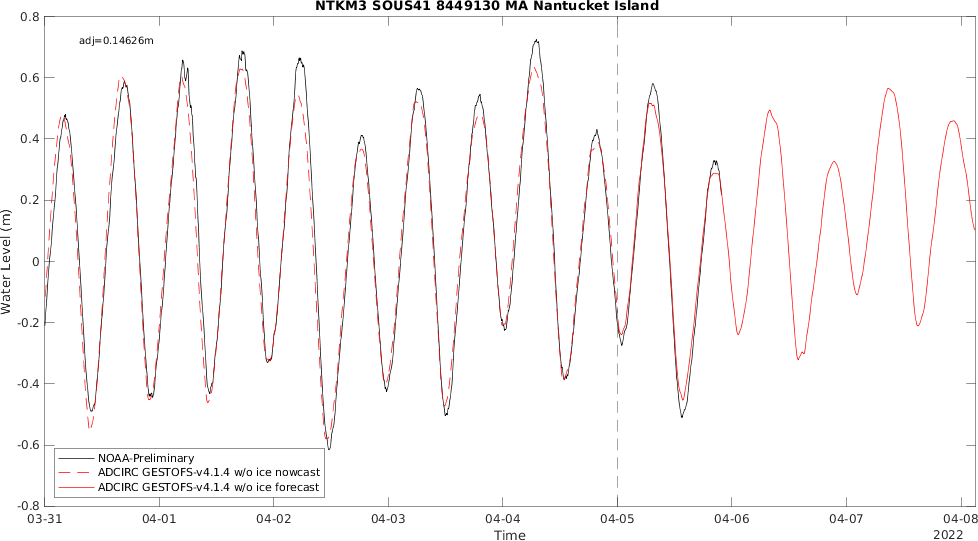 NTKM3 SOUS41 8449130 MA Nantucket Island
adj=0.14626m
0.8
0.6
0.4
0.2
0
-0.2
-0.4
-0.6
-0.8
Water Level (m)
NOAA-Preliminary
ADCIRC GESTOFS-v4.1.4 w/o ice nowcast
ADCIRC GESTOFS-v4.1.4 w/o ice forecast
03-31 04-01 04-02 04-03 04-04 04-05 04-06 04-07 04-08
Time
2022